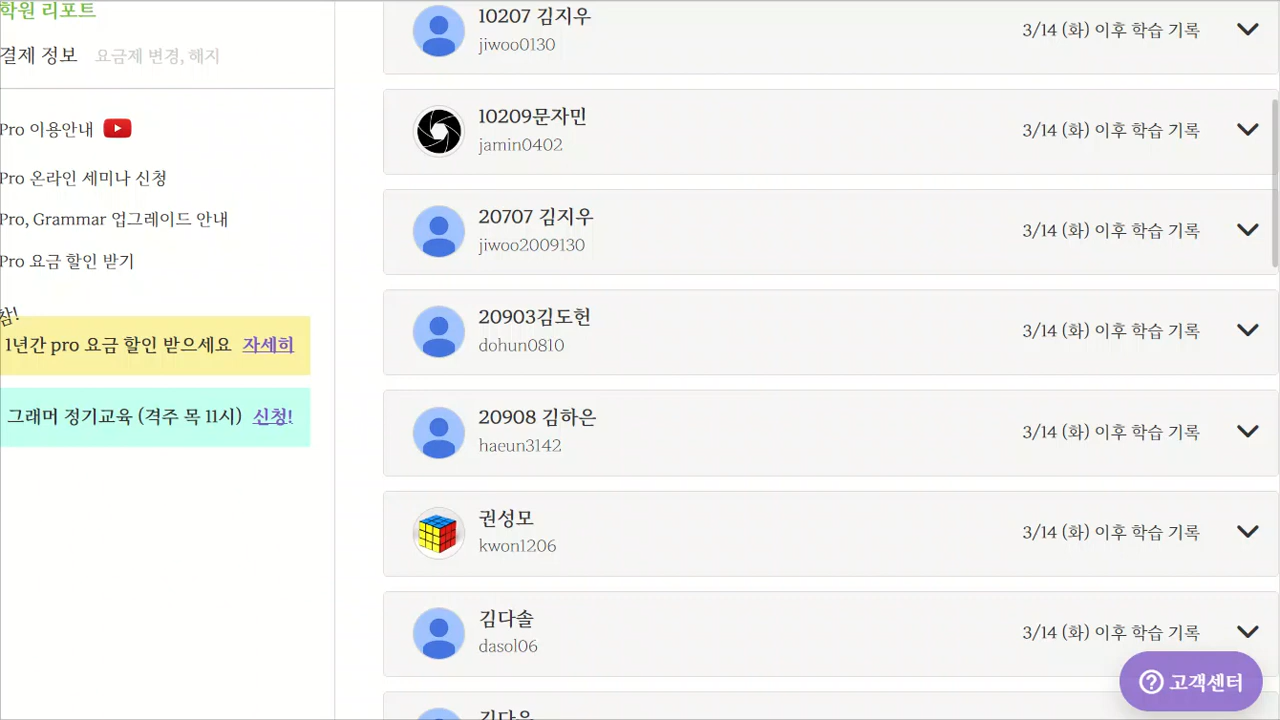 학원 리포트
결제 정보 요금제 변경, 해지
Pro 이용안내
Pro 온라인 세미나 신청
Pro, Grammar 업그레이드 안내
Pro 요금 할인 받기
참!
1년간 pro 요금 할인 받으세요 자세히
그래머 정기교육 (격주 목 11시) 신청!
10207 김지우
jiwoo0130
3/14 (화) 이후 학습 기록
10209문자민
jamin0402
3/14 (화) 이후 학습 기록
20707 김지우
jiwoo2009130
3/14 (화) 이후 학습 기록
20903김도헌
dohun0810
3/14 (화) 이후 학습 기록
20908 김하은
haeun3142
3/14 (화) 이후 학습 기록
권성모
kwon1206
3/14 (화) 이후 학습 기록
김다솔
dasol06
3/14 (화) 이후 학습 기록
고객센터